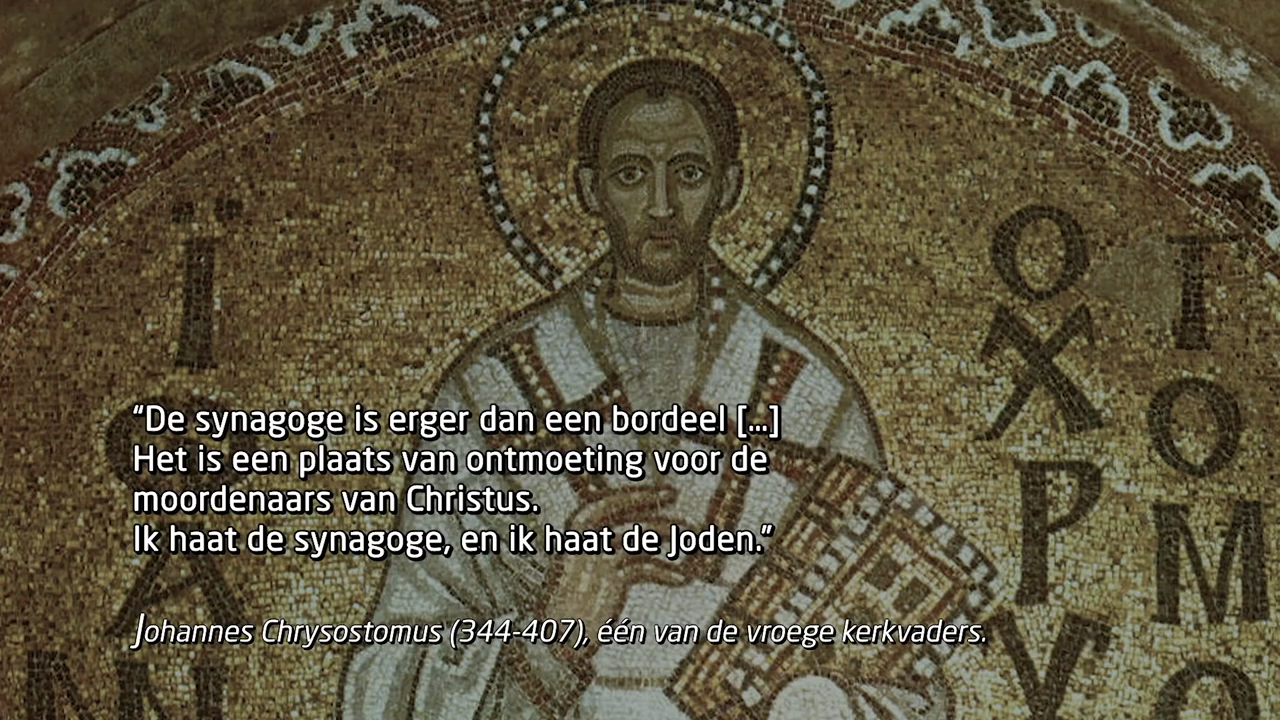 “De synagoge is erger dan een bordeel [...]
Het is een plaats van ontmoeting voor de
moordenaars van Christus.
Ik haat de synagoge, en ik haat de Joden.”
Johannes Chrysostomus (344-407), één van de vroege kerkvaders.
Ï
Ѡ
Α
Ν
Ν
Ο
Χ
Ρ
Υ
Ϲ
Τ
Ο
Μ
Ο